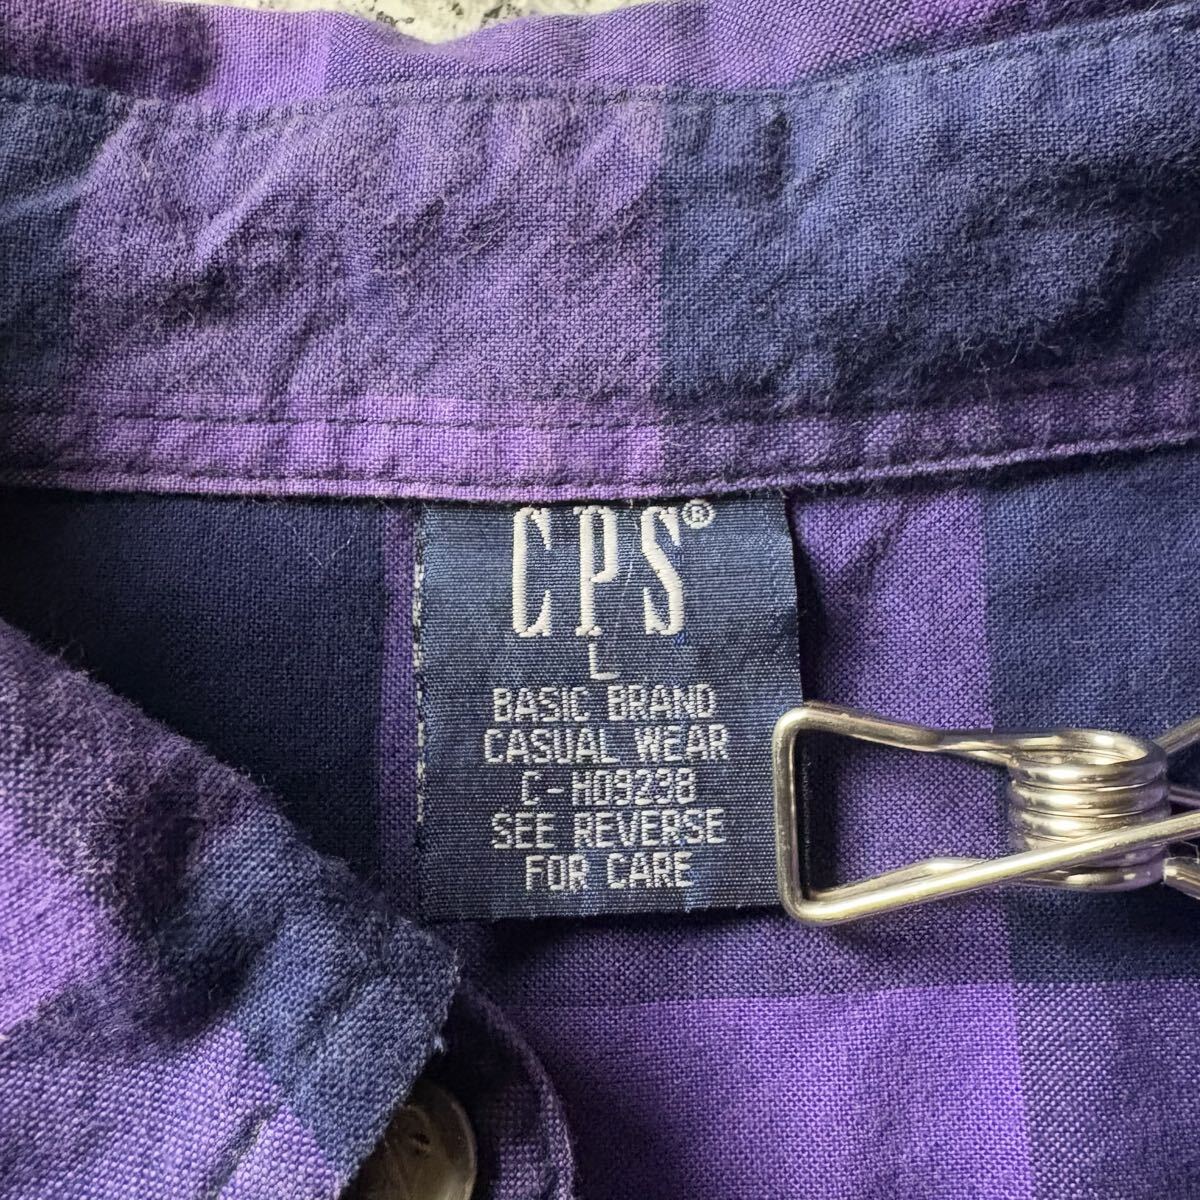 CPS®
L
BASIC BRAND
CASUAL WEAR
C-H09238
SEE REVERSE
FOR CARE